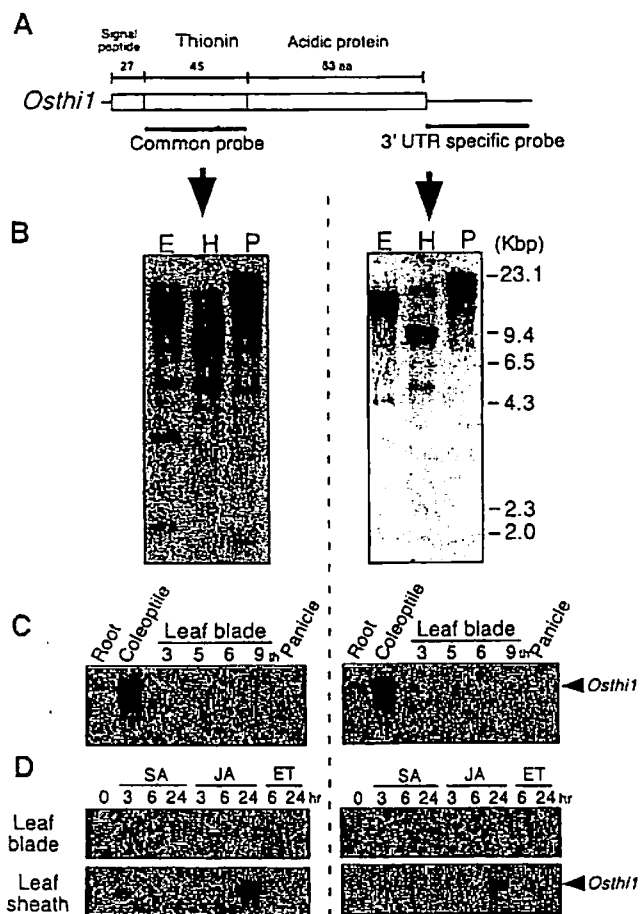 A
Signal peptide
Thionin
Acidic protein
27
45
83 aa
Osthi1
Common probe
3' UTR specific probe
B
E H P
E H P (Kbp)
-23.1
-9.4
-6.5
-4.3
-2.3
-2.0
C
Root Coleoptile Leaf blade Panicle
3 5 6 9th
Root Coleoptile Leaf blade Panicle
3 5 6 9th
Osthi1
D
SA JA ET
0 3 6 24 3 6 24 6 24 hr
SA JA ET
0 3 6 24 3 6 24 6 24 hr
Leaf blade
Leaf sheath
Osthi1